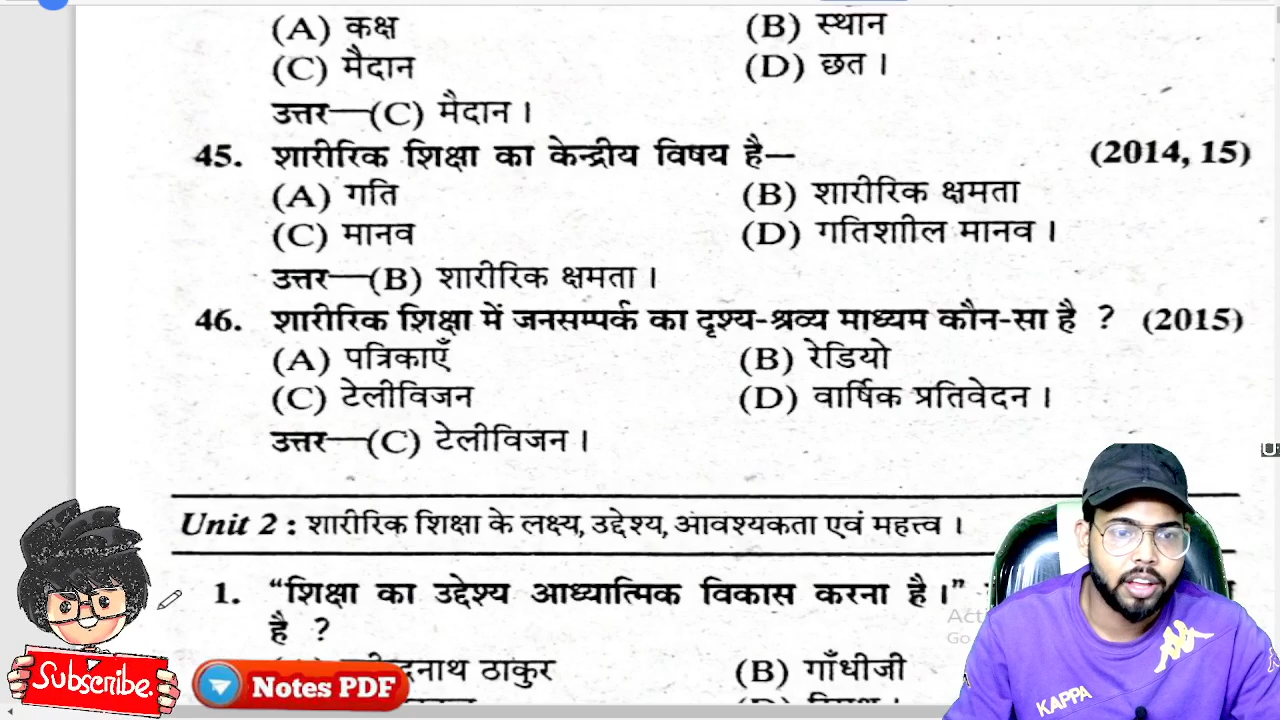 (A) कक्ष (B) स्थान
(C) मैदान (D) छत।
उत्तर—(C) मैदान।
45. शारीरिक शिक्षा का केन्द्रीय विषय है— (2014, 15)
(A) गति (B) शारीरिक क्षमता
(C) मानव (D) गतिशाील मानव।
उत्तर—(B) शारीरिक क्षमता।
46. शारीरिक शिक्षा में जनसम्पर्क का दृश्य-श्रव्य माध्यम कौन-सा है ? (2015)
(A) पत्रिकाएँ (B) रेडियो
(C) टेलीविजन (D) वार्षिक प्रतिवेदन।
उत्तर—(C) टेलीविजन।
Unit 2 : शारीरिक शिक्षा के लक्ष्य, उद्देश्य, आवश्यकता एवं महत्त्व।
1. “शिक्षा का उद्देश्य आध्यात्मिक विकास करना है।”
है ?
ठाकुर (B) गाँधीजी
Subscribe.
Notes PDF
KAPPA